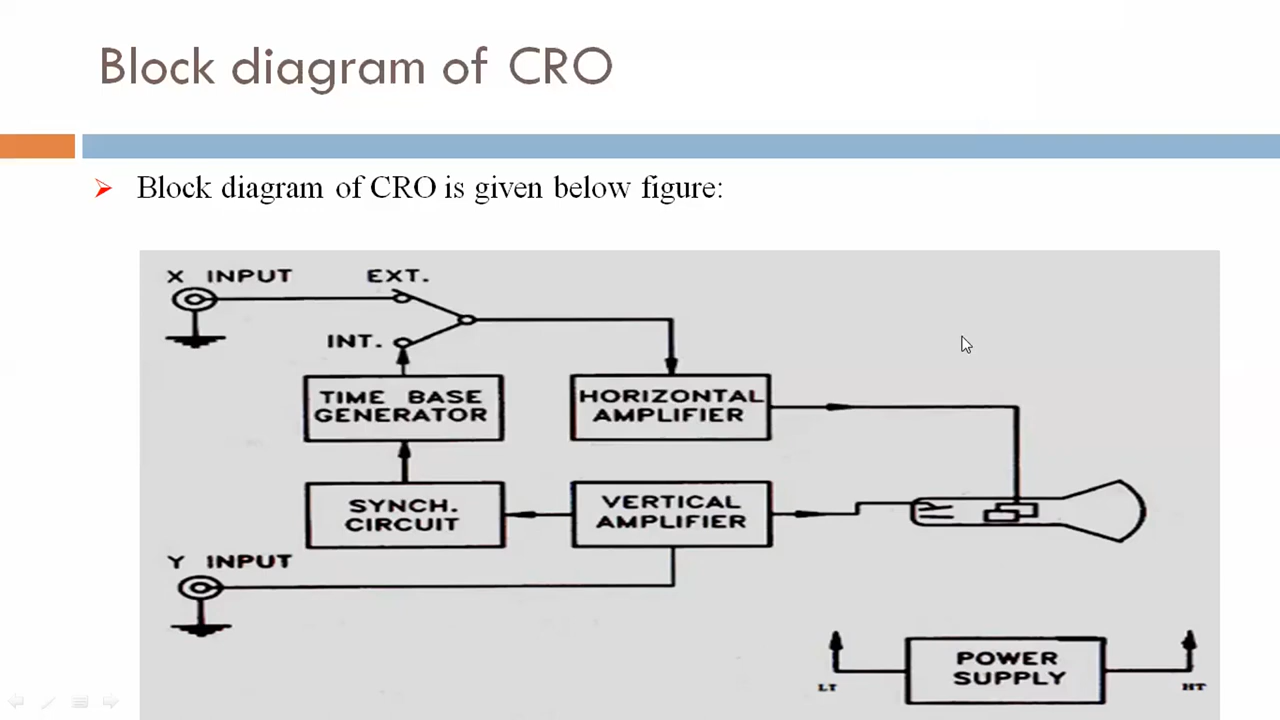 Block diagram of CRO
Block diagram of CRO is given below figure:
X INPUT
EXT.
INT.
TIME BASE
GENERATOR
HORIZONTAL
AMPLIFIER
SYNCH.
CIRCUIT
VERTICAL
AMPLIFIER
Y INPUT
POWER
SUPPLY
LT
HT